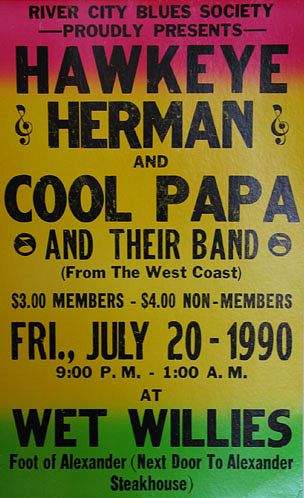 RIVER CITY BLUES SOCIETY
—PROUDLY PRESENTS—
HAWKEYE
HERMAN
AND
COOL PAPA
AND THEIR BAND
(From The West Coast)
$3.00 MEMBERS - $4.00 NON-MEMBERS
FRI., JULY 20 - 1990
9:00 P. M. - 1:00 A. M.
AT
WET WILLIES
Foot of Alexander (Next Door To Alexander
Steakhouse)